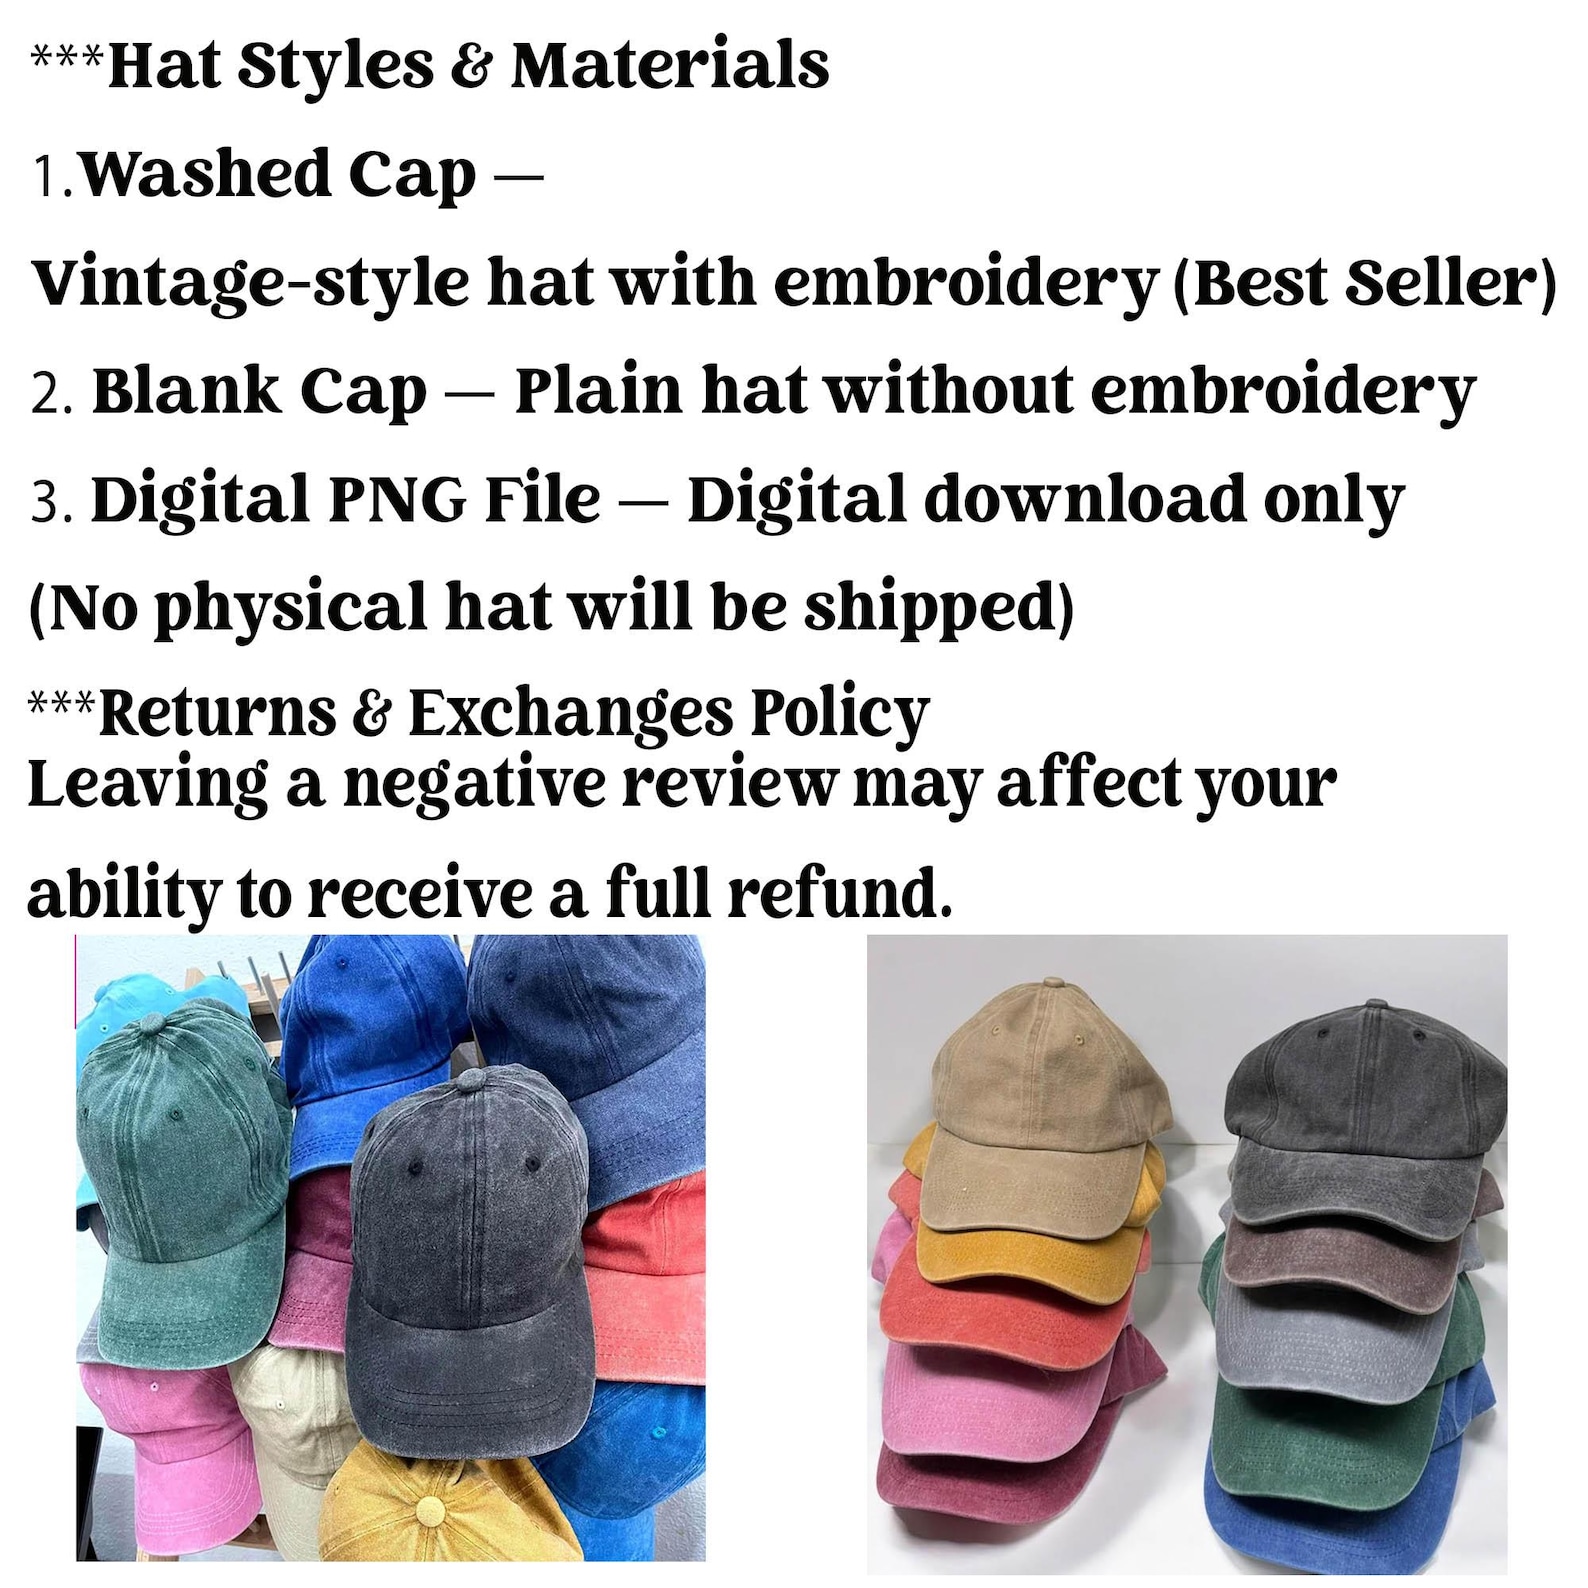 ***Hat Styles & Materials
1.Washed Cap —
Vintage-style hat with embroidery (Best Seller)
2. Blank Cap — Plain hat without embroidery
3. Digital PNG File — Digital download only
(No physical hat will be shipped)
***Returns & Exchanges Policy
Leaving a negative review may affect your
ability to receive a full refund.